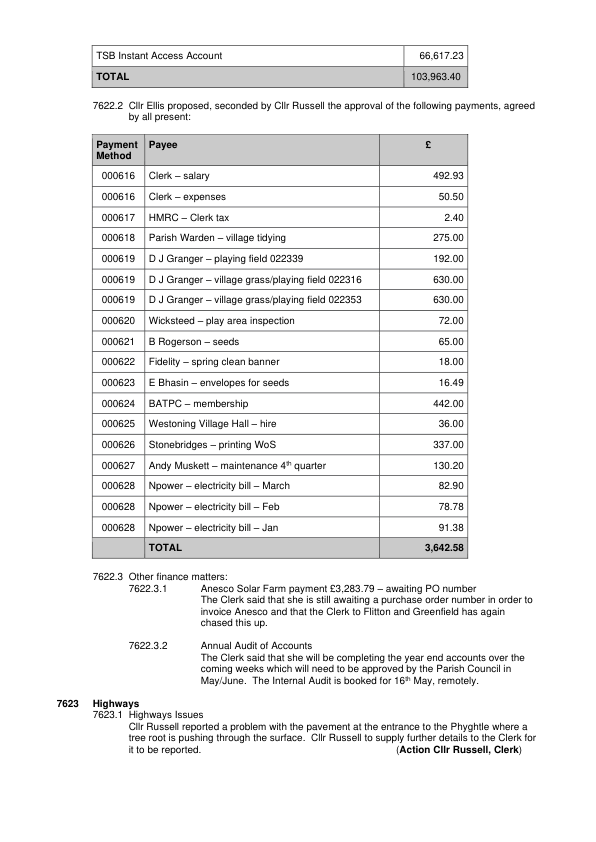 TSB Instant Access Account 66,617.23
TOTAL 103,963.40
7622.2 Cllr Ellis proposed, seconded by Cllr Russell the approval of the following payments, agreed
by all present:
Payment Method Payee £
000616 Clerk – salary 492.93
000616 Clerk – expenses 50.50
000617 HMRC – Clerk tax 2.40
000618 Parish Warden – village tidying 275.00
000619 D J Granger – playing field 022339 192.00
000619 D J Granger – village grass/playing field 022316 630.00
000619 D J Granger – village grass/playing field 022353 630.00
000620 Wicksteed – play area inspection 72.00
000621 B Rogerson – seeds 65.00
000622 Fidelity – spring clean banner 18.00
000623 E Bhasin – envelopes for seeds 16.49
000624 BATPC – membership 442.00
000625 Westoning Village Hall – hire 36.00
000626 Stonebridges – printing WoS 337.00
000627 Andy Muskett – maintenance 4th quarter 130.20
000628 Npower – electricity bill – March 82.90
000628 Npower – electricity bill – Feb 78.78
000628 Npower – electricity bill – Jan 91.38
TOTAL 3,642.58
7622.3 Other finance matters:
7622.3.1 Anesco Solar Farm payment £3,283.79 – awaiting PO number
The Clerk said that she is still awaiting a purchase order number in order to
invoice Anesco and that the Clerk to Flitton and Greenfield has again
chased this up.
7622.3.2 Annual Audit of Accounts
The Clerk said that she will be completing the year end accounts over the
coming weeks which will need to be approved by the Parish Council in
May/June. The Internal Audit is booked for 16th May, remotely.
7623 Highways
7623.1 Highways Issues
Cllr Russell reported a problem with the pavement at the entrance to the Phyghtle where a
tree root is pushing through the surface. Cllr Russell to supply further details to the Clerk for
it to be reported. (Action Cllr Russell, Clerk)